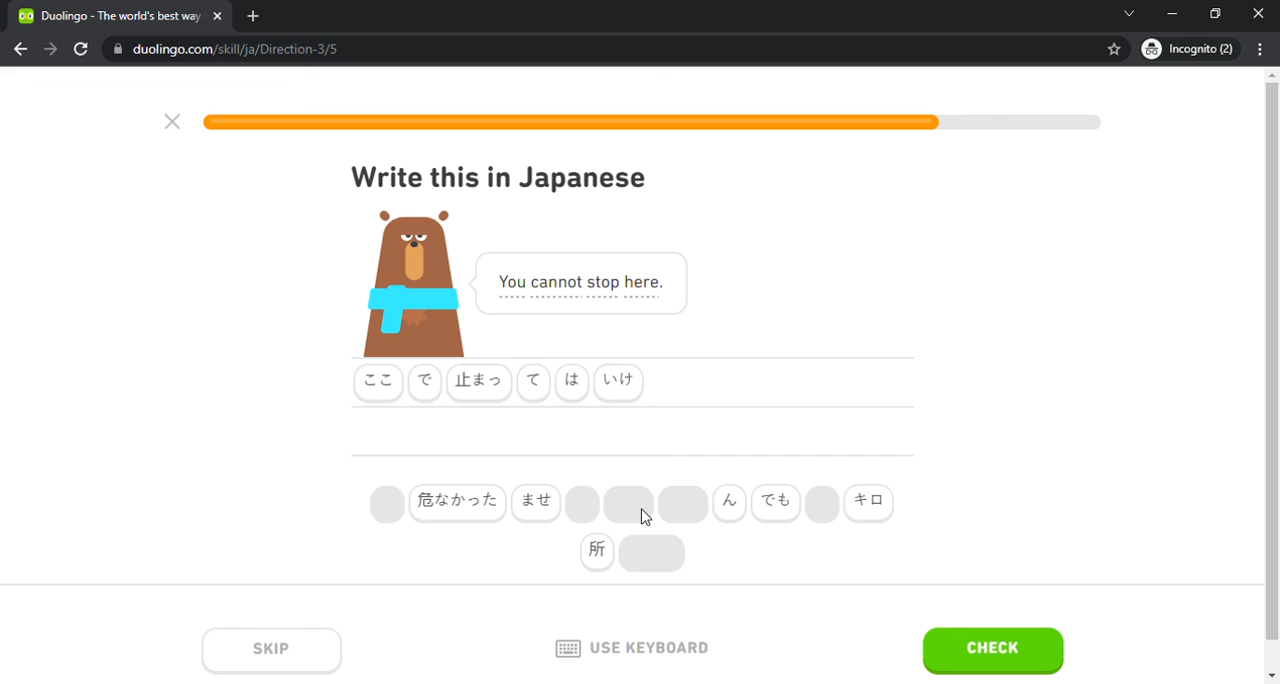 Duolingo - The world's best way
duolingo.com/skill/ja/Direction-3/5
Incognito (2)
Write this in Japanese
You cannot stop here.
ここ で 止まっ て は いけ
危なかった ませ ん でも キロ
所
SKIP
USE KEYBOARD
CHECK